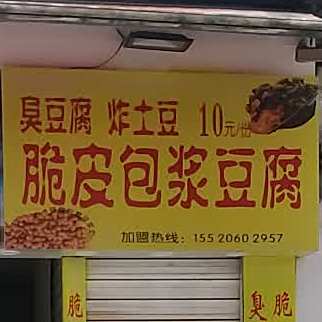 臭豆腐 炸土豆 10元/份
脆皮包浆豆腐
加盟热线：155 2060 2957
脆
臭 脆